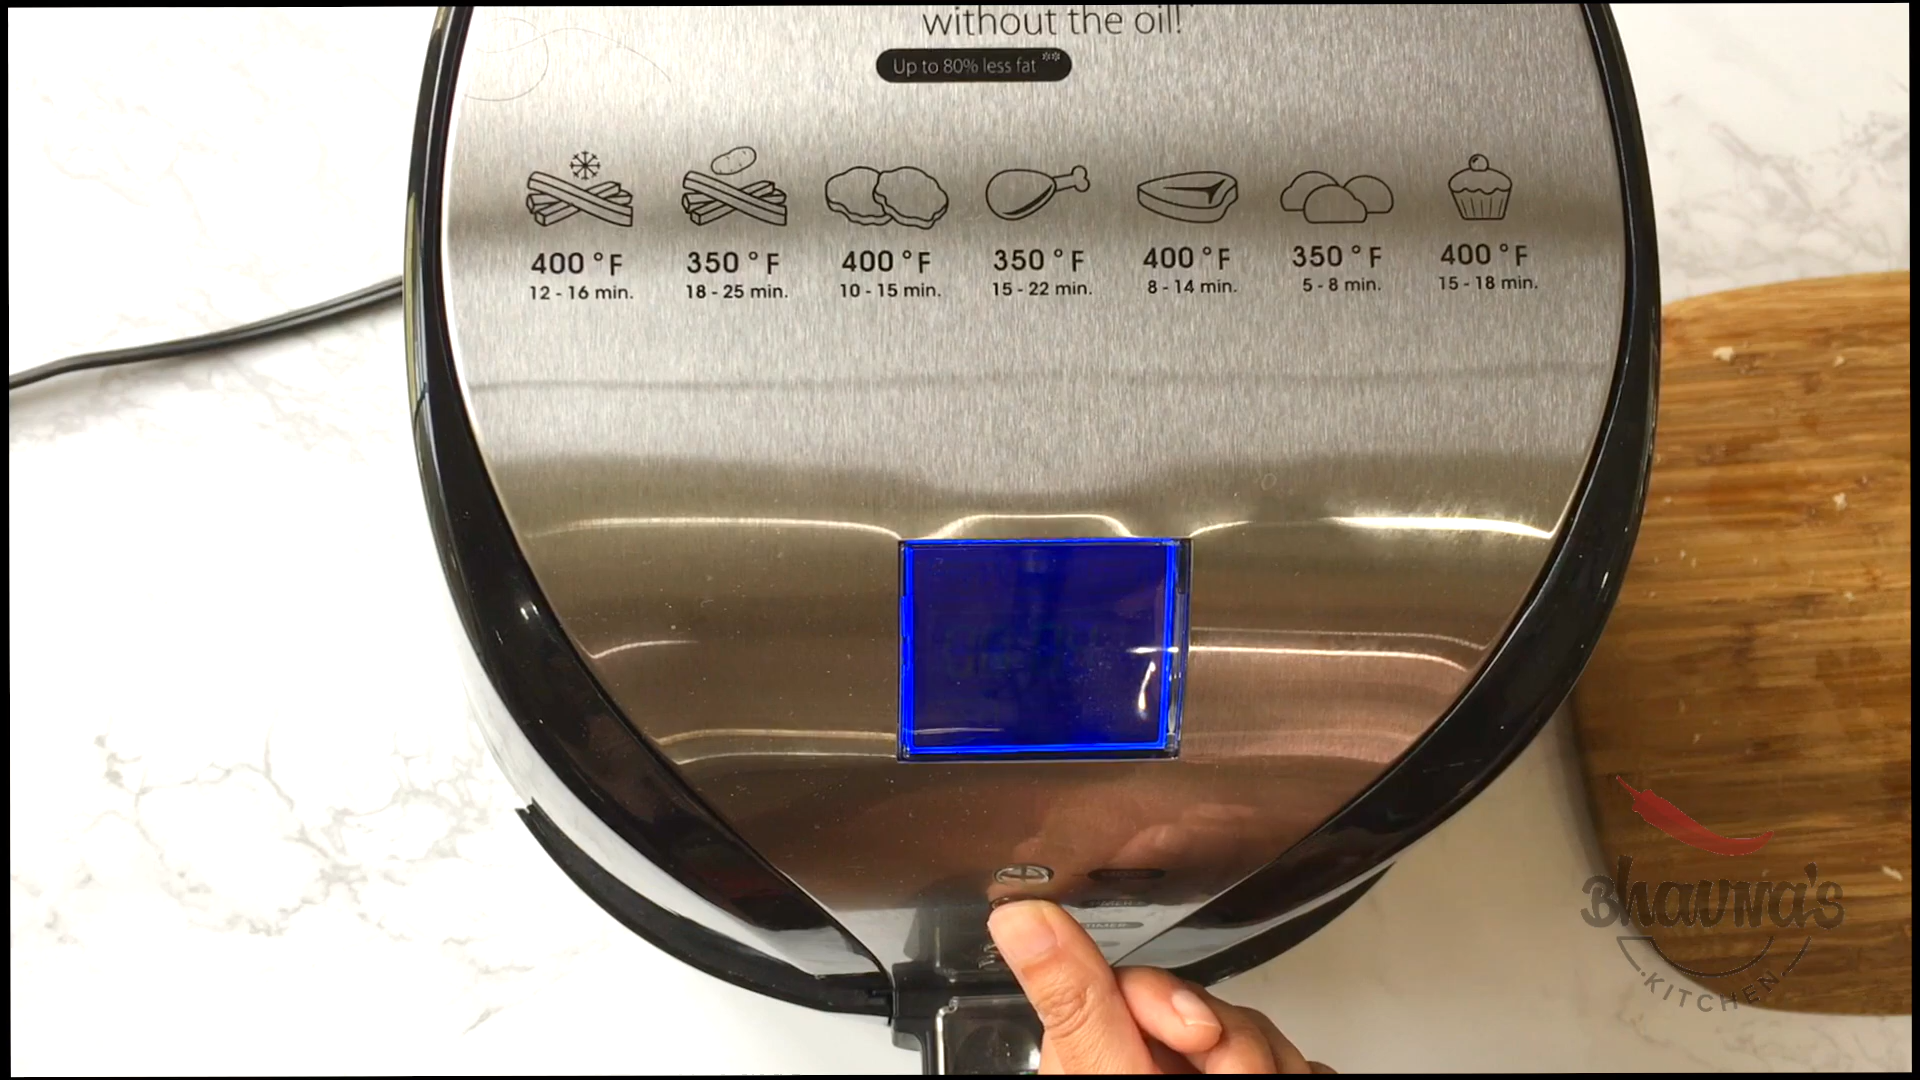 without the oil!
Up to 80% less fat **
400 °F 350 °F 400 °F 350 °F 400 °F 350 °F 400 °F
12 - 16 min. 18 - 25 min. 10 - 15 min. 15 - 22 min. 8 - 14 min. 5 - 8 min. 15 - 18 min.
Bhavna's
KITCHEN